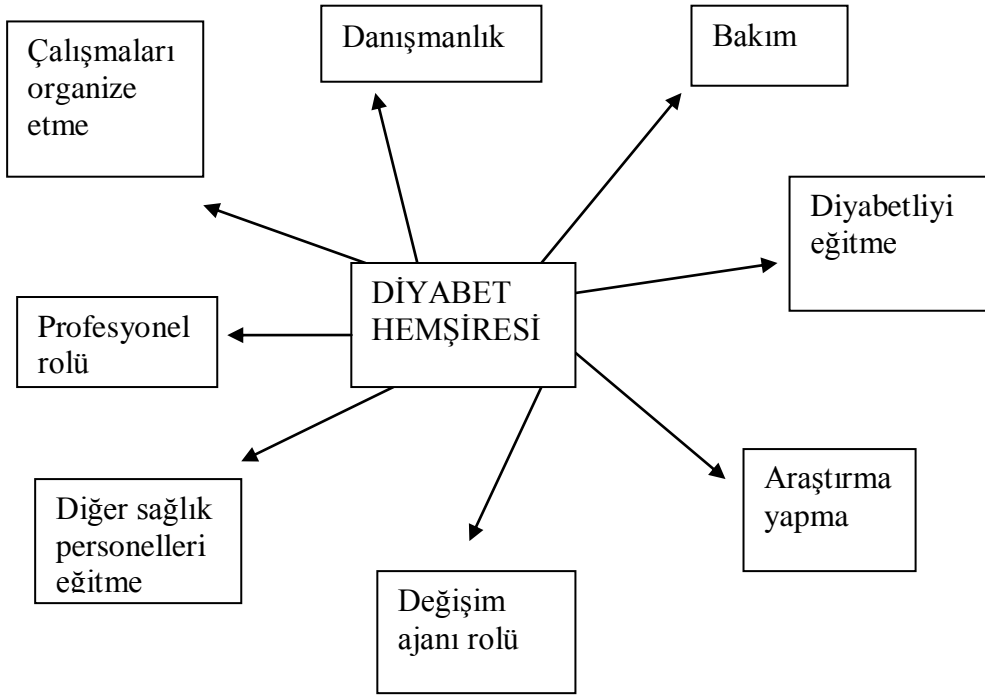 Çalışmaları
organize
etme
Danışmanlık
Bakım
Diyabetliyi
eğitme
DİYABET
HEMŞİRESİ
Profesyonel
rolü
Diğer sağlık
personelleri
eğitme
Değişim
ajanı rolü
Araştırma
yapma